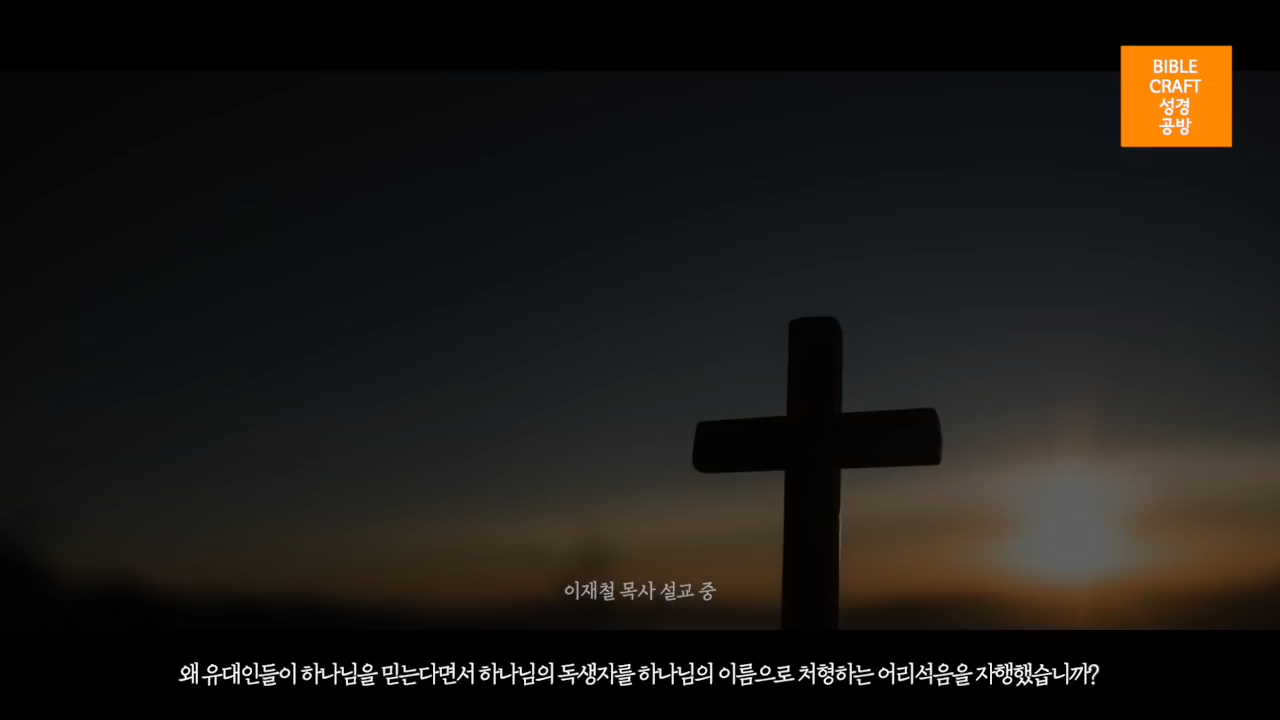 BIBLE
CRAFT
성경
공방
이재철 목사 설교 중
왜 유대인들이 하나님을 믿는다면서 하나님의 독생자를 하나님의 이름으로 처형하는 어리석음을 자행했습니까?